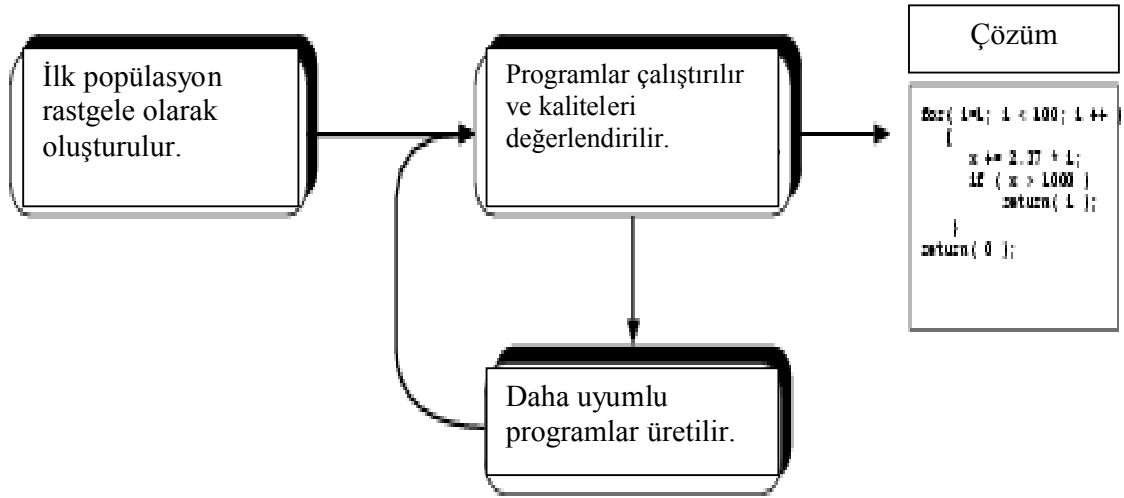 İlk popülasyon
rastgele olarak
oluşturulur.
Programlar çalıştırılır
ve kaliteleri
değerlendirilir.
Daha uyumlu
programlar üretilir.
Çözüm
for( i=1; i < 100; i ++ )
{
x += 2.37 * i;
if ( x > 1000 )
return( i );
}
return( 0 );